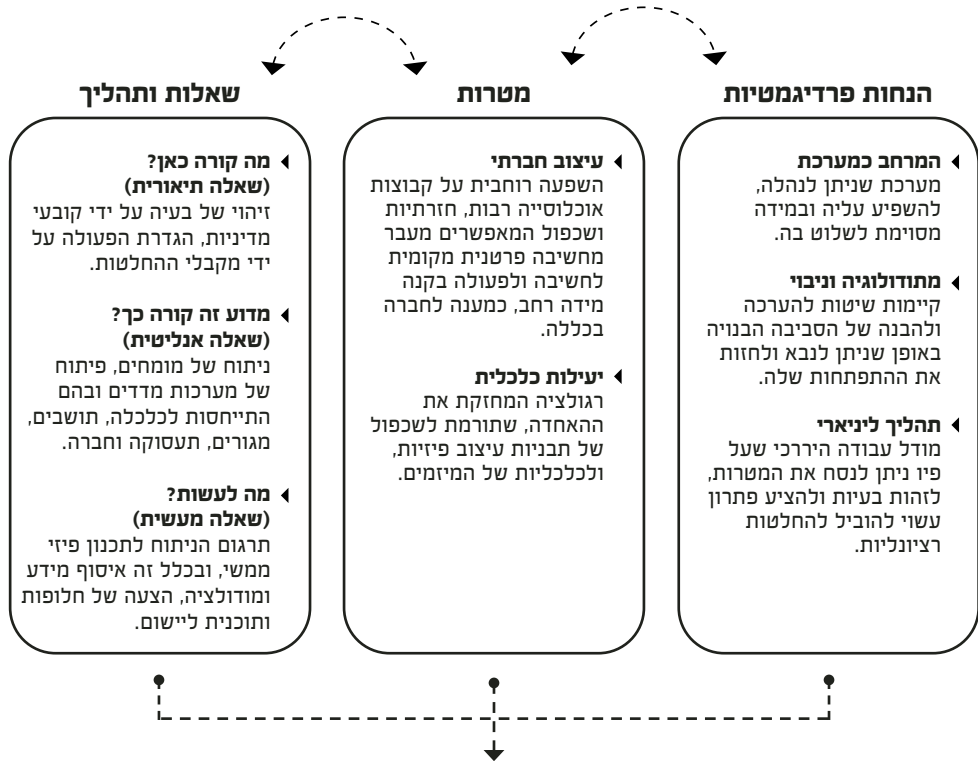 הנחות פרדיגמטיות
המרחב כמערכת
מערכת שניתן לנהלה,
להשפיע עליה ובמידה
מסוימת לשלוט בה.
מתודולוגיה וניבוי
קיימות שיטות להערכה
ולהבנה של הסביבה הבנויה
באופן שניתן לנבא ולחזות
את ההתפתחות שלה.
תהליך ליניארי
מודל עבודה היררכי שעל
פיו ניתן לנסח את המטרות,
לזהות בעיות ולהציע פתרון
עשוי להוביל להחלטות
רציונליות.
מטרות
עיצוב חברתי
השפעה רוחבית על קבוצות
אוכלוסייה רבות, חזרתיות
ושכפול המאפשרים מעבר
מחשיבה פרטנית מקומית
לחשיבה ולפעולה בקנה
מידה רחב, כמענה לחברה
בכללה.
יעילות כלכלית
רגולציה המחזקת את
ההאחדה, שתורמת לשכפול
של תבניות עיצוב פיזיות,
ולכלכליות של המיזמים.
שאלות ותהליך
מה קורה כאן?
(שאלה תיאורית)
זיהוי של בעיה על ידי קובעי
מדיניות, הגדרת הפעולה על
ידי מקבלי ההחלטות.
מדוע זה קורה כך?
(שאלה אנליטית)
ניתוח של מומחים, פיתוח
של מערכות מדדים ובהם
התייחסות לכלכלה, תושבים,
מגורים, תעסוקה וחברה.
מה לעשות?
(שאלה מעשית)
תרגום הניתוח לתכנון פיזי
ממשי, ובכלל זה איסוף מידע
ומודולציה, הצעה של חלופות
ותוכנית ליישום.